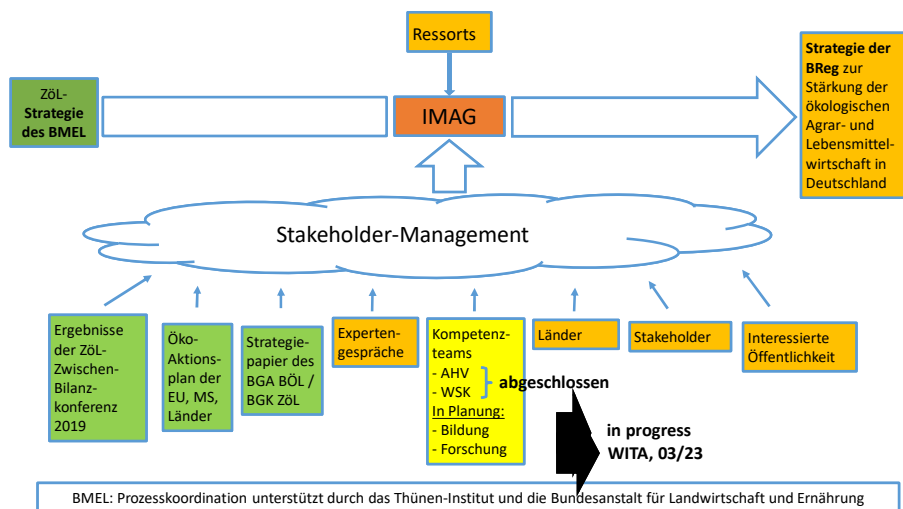 Ressorts
ZöL-
Strategie
des BMEL
IMAG
Strategie der
BReg zur
Stärkung der
ökologischen
Agrar- und
Lebensmittel-
wirtschaft in
Deutschland
Stakeholder-Management
Ergebnisse
der ZöL-
Zwischen-
Bilanz-
konferenz
2019
Öko-
Aktions-
plan der
EU, MS,
Länder
Strategie-
papier des
BGA BÖL /
BGK ZöL
Experten-
gespräche
Kompetenz-
teams
- AHV
- WSK
abgeschlossen
In Planung:
- Bildung
- Forschung
Länder
Stakeholder
Interessierte
Öffentlichkeit
in progress
WITA, 03/23
BMEL: Prozesskoordination unterstützt durch das Thünen-Institut und die Bundesanstalt für Landwirtschaft und Ernährung